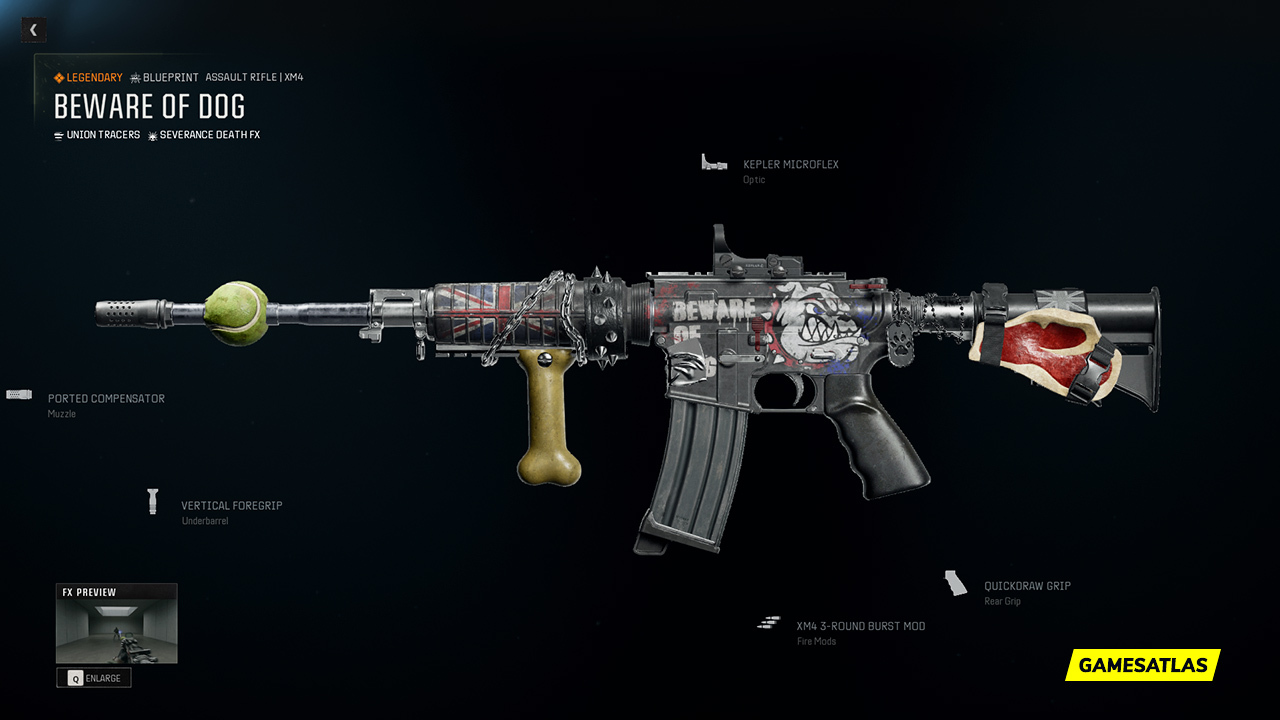 LEGENDARY BLUEPRINT ASSAULT RIFLE | XM4
BEWARE OF DOG
UNION TRACERS SEVERANCE DEATH FX
KEPLER MICROFLEX
Optic
BEWARE
OF
PORTED COMPENSATOR
Muzzle
VERTICAL FOREGRIP
Underbarrel
FX PREVIEW
Q ENLARGE
QUICKDRAW GRIP
Rear Grip
XM4 3-ROUND BURST MOD
Fire Mods
GAMESATLAS